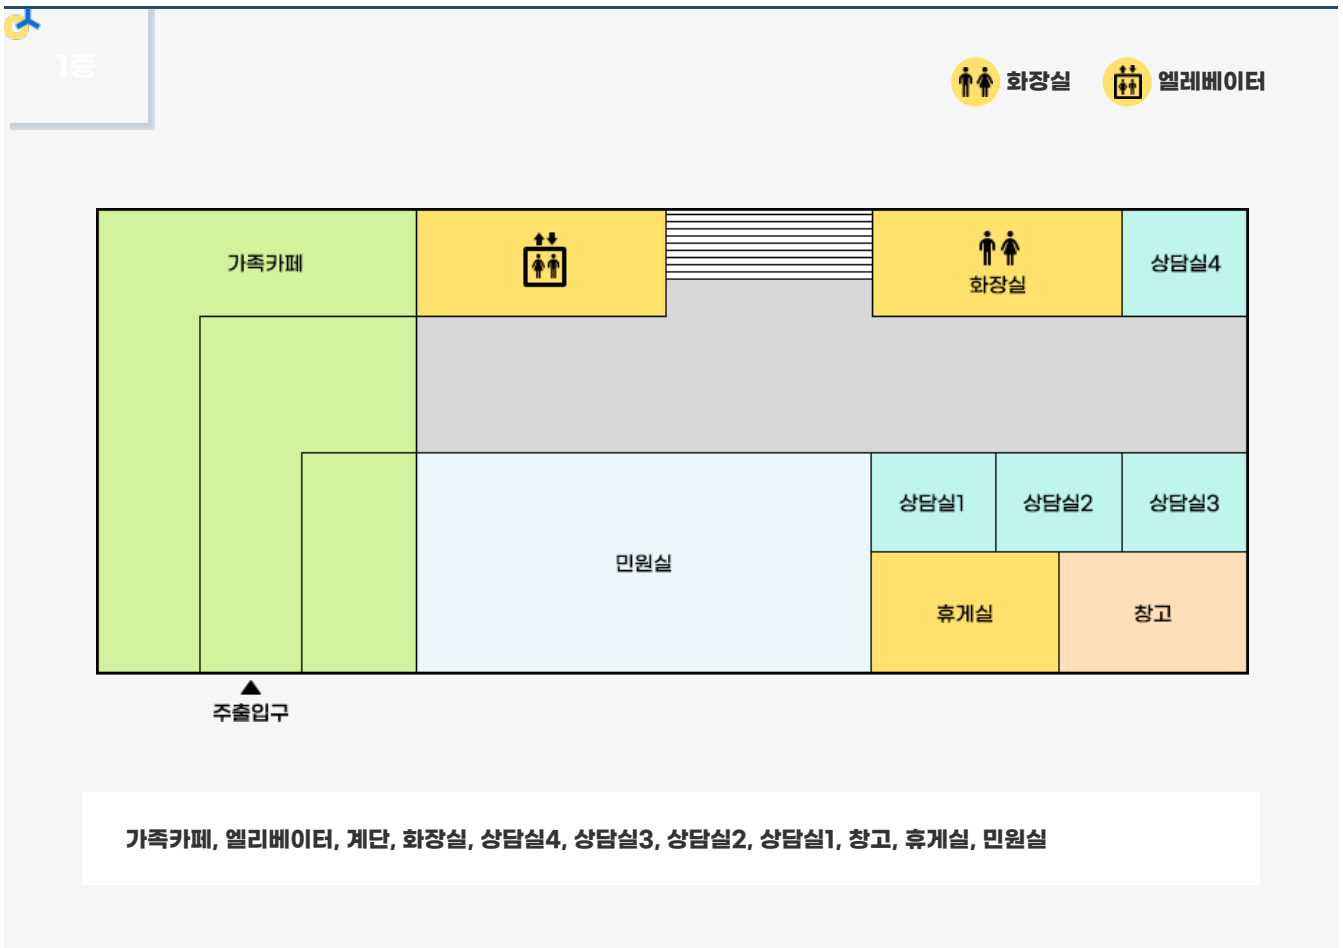 1층
화장실 엘레베이터
가족카페
상담실4
화장실
상담실1 상담실2 상담실3
민원실
휴게실 창고
주출입구
가족카페, 엘리베이터, 계단, 화장실, 상담실4, 상담실3, 상담실2, 상담실1, 창고, 휴게실, 민원실